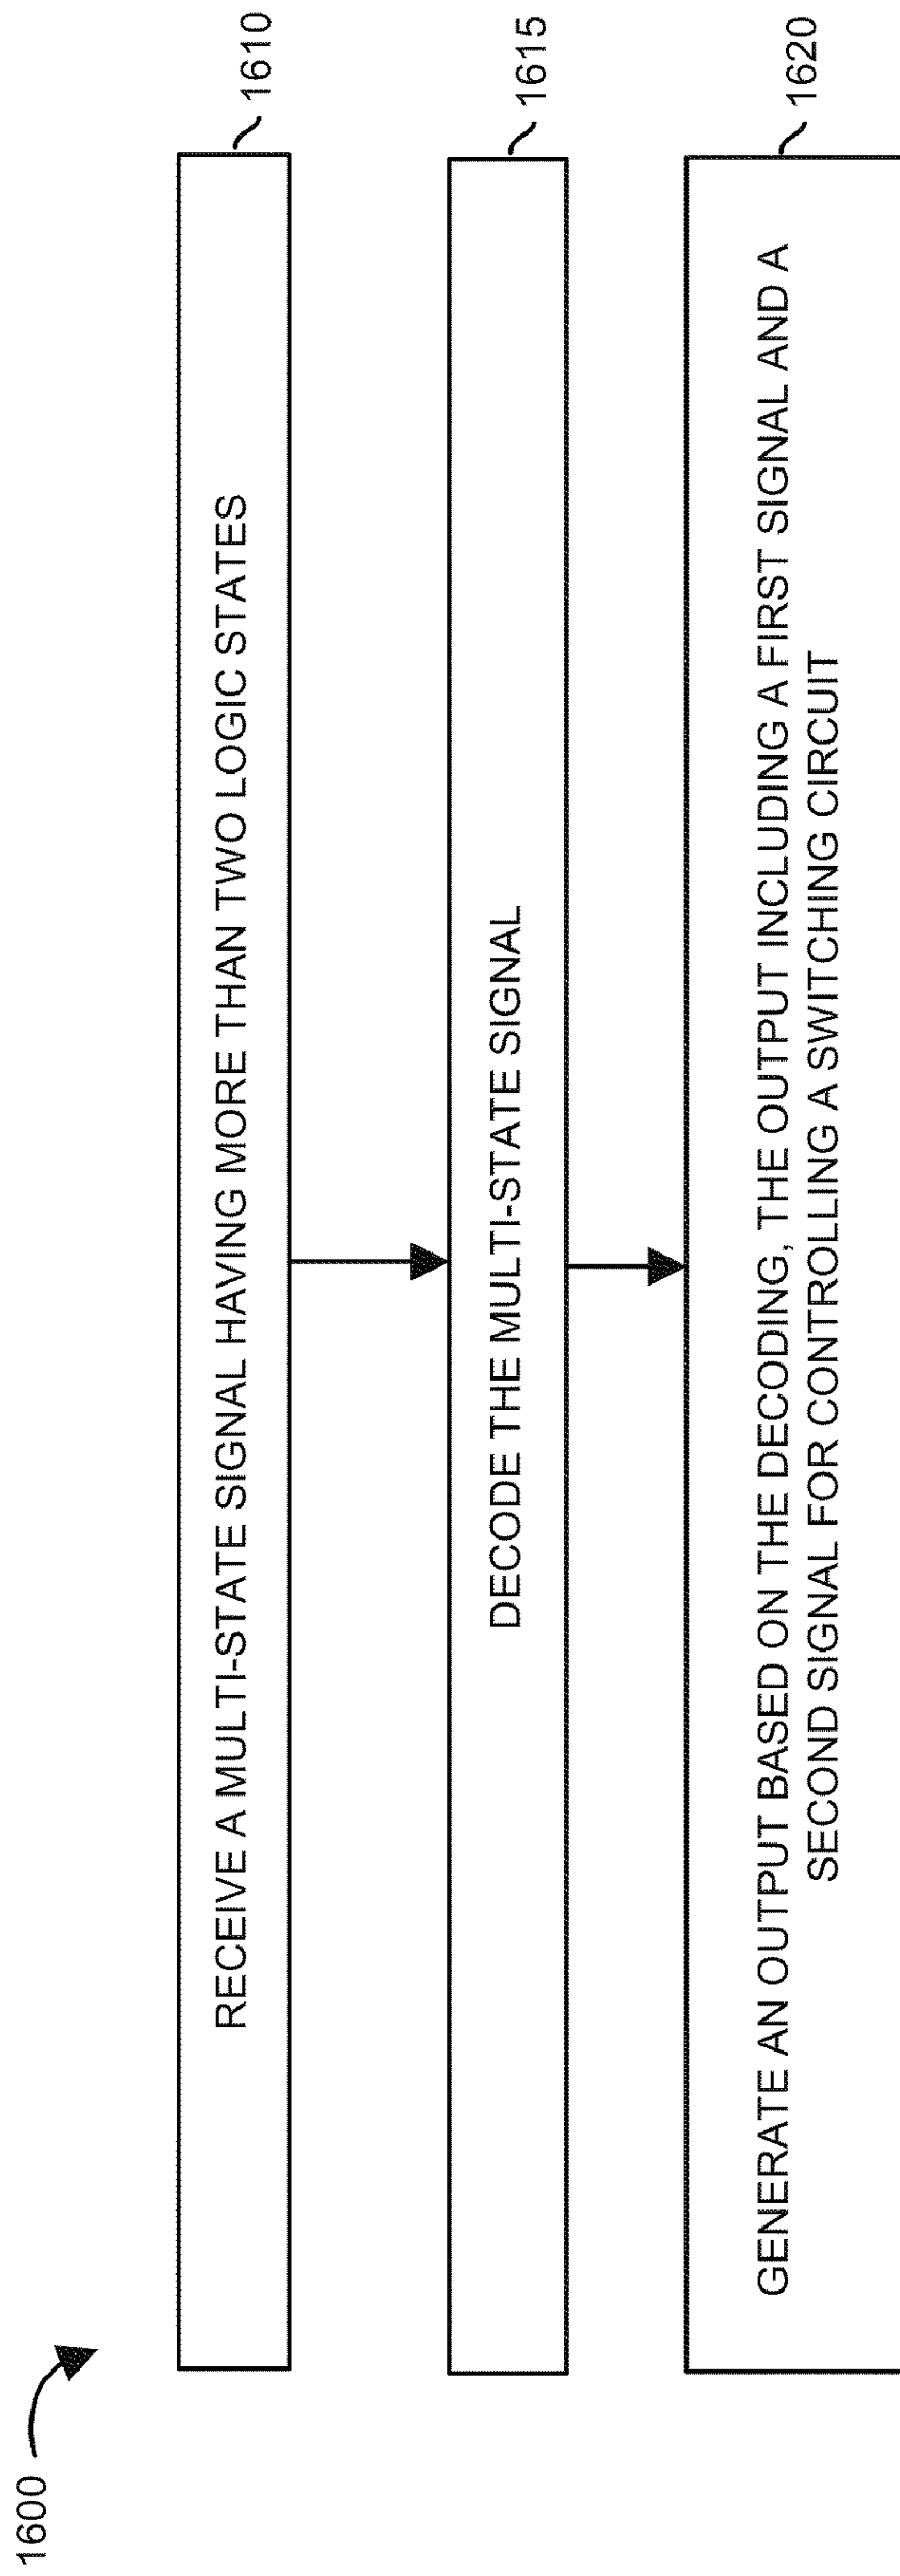 1600
RECEIVE A MULTI-STATE SIGNAL HAVING MORE THAN TWO LOGIC STATES
1610
DECODE THE MULTI-STATE SIGNAL
1615
GENERATE AN OUTPUT BASED ON THE DECODING, THE OUTPUT INCLUDING A FIRST SIGNAL AND A
SECOND SIGNAL FOR CONTROLLING A SWITCHING CIRCUIT
1620